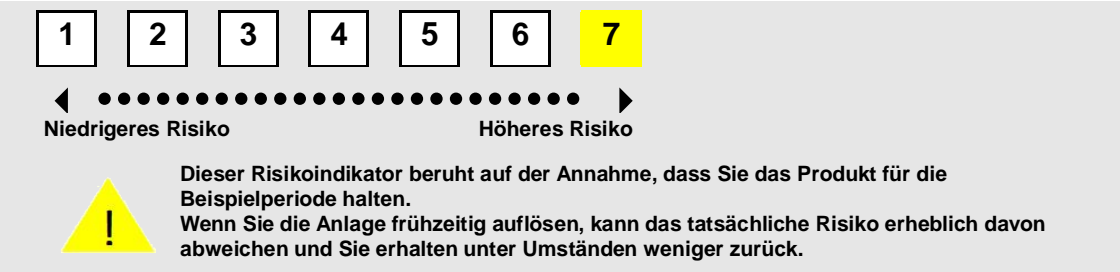 1 2 3 4 5 6 7
Niedrigeres Risiko Höheres Risiko
Dieser Risikoindikator beruht auf der Annahme, dass Sie das Produkt für die
Beispielperiode halten.
Wenn Sie die Anlage frühzeitig auflösen, kann das tatsächliche Risiko erheblich davon
abweichen und Sie erhalten unter Umständen weniger zurück.
!